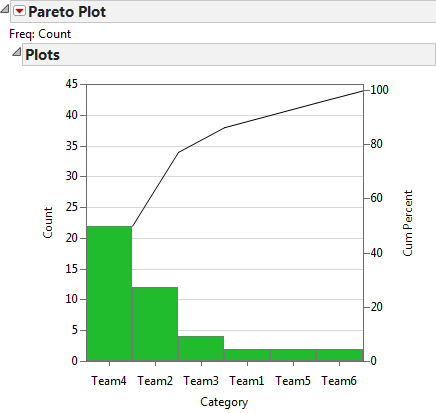 Pareto Plot
Freq: Count
Plots
45
40
35
30
25
20
15
10
5
0
Count
100
80
60
40
20
0
Cum Percent
Team4 Team2 Team3 Team1 Team5 Team6
Category